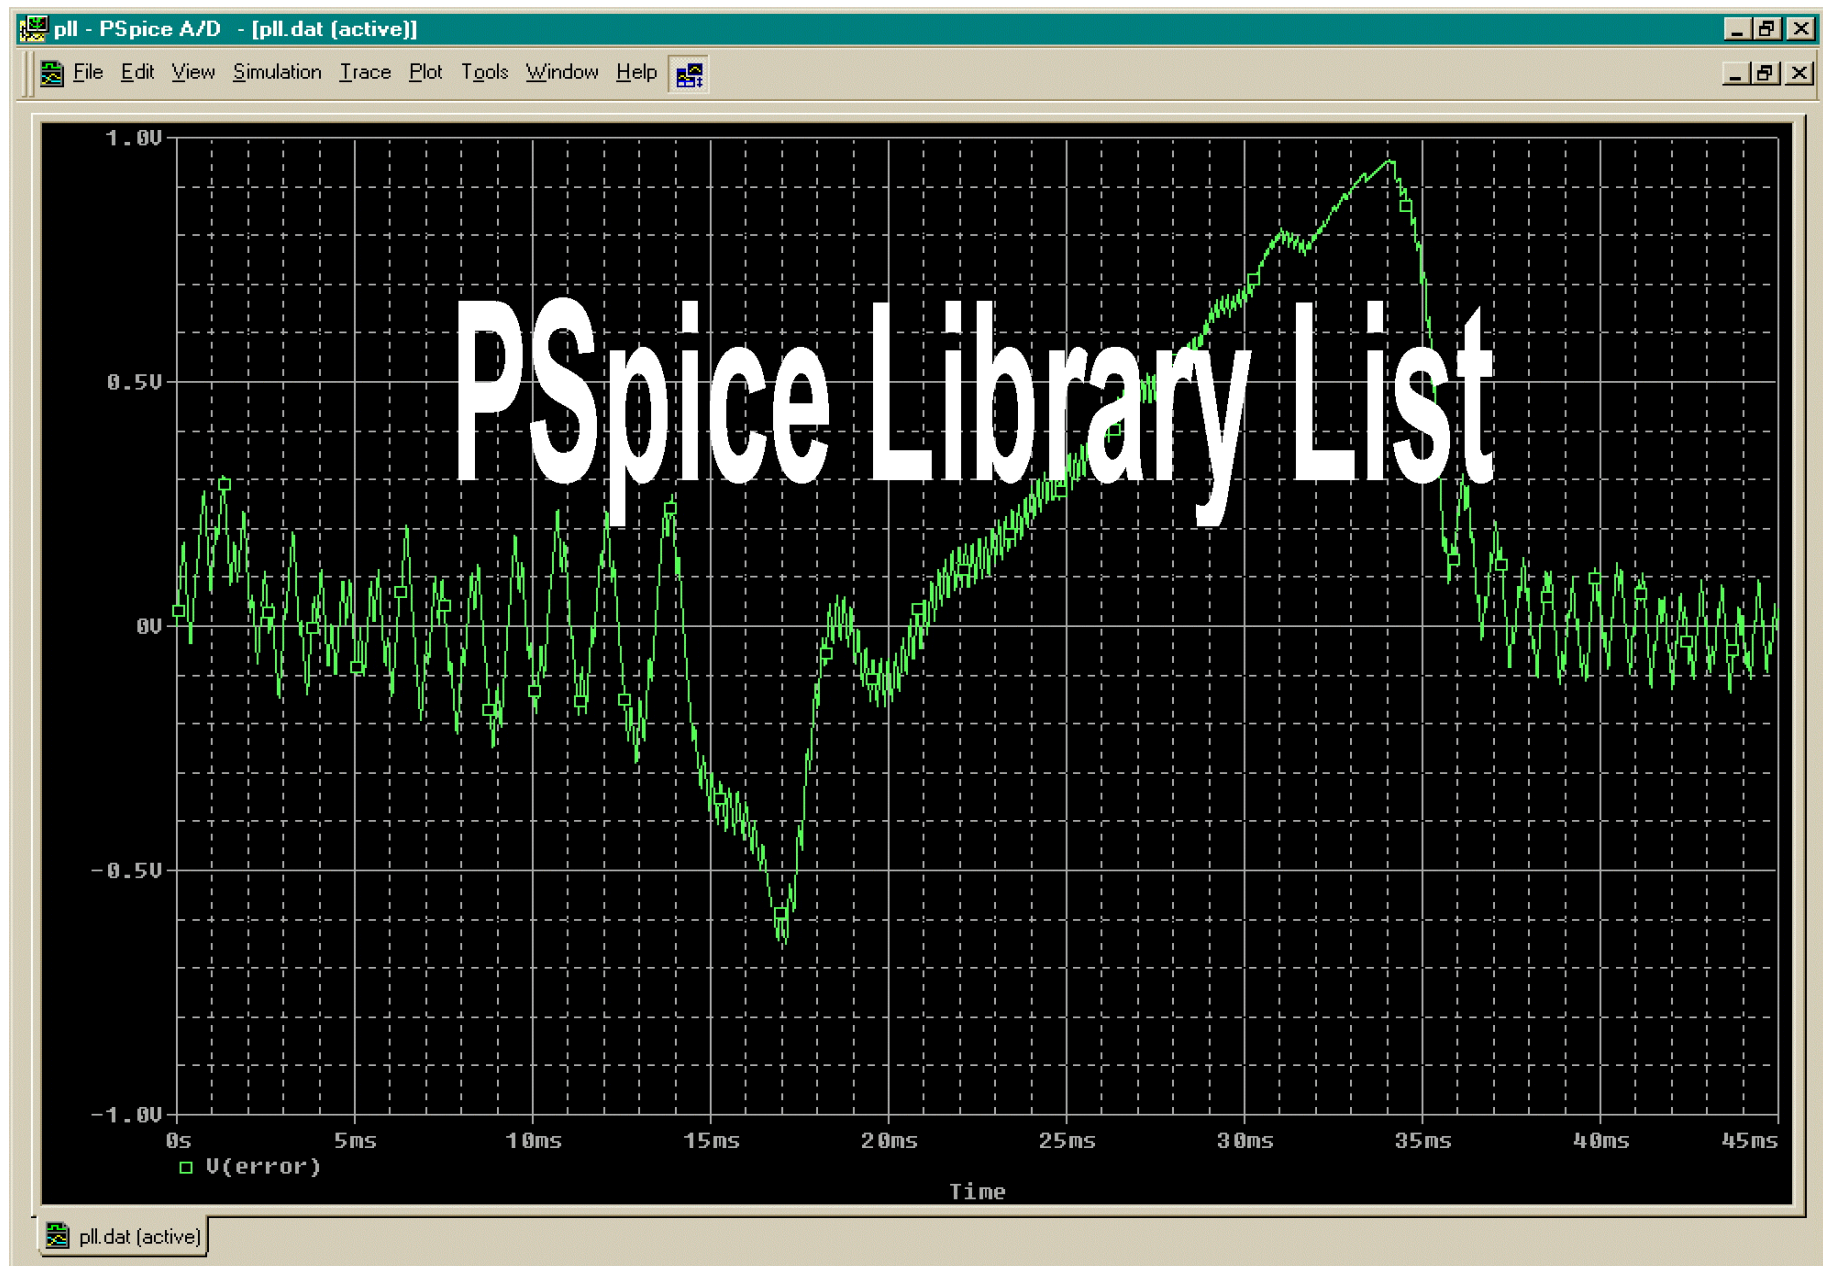 pll - PSpice A/D - [pll.dat (active)]
File Edit View Simulation Trace Plot Tools Window Help
1.0V
PSpice Library List
0.5V
0V
-0.5V
-1.0V
0s 5ms 10ms 15ms 20ms 25ms 30ms 35ms 40ms 45ms
V(error)
Time
pll.dat (active)